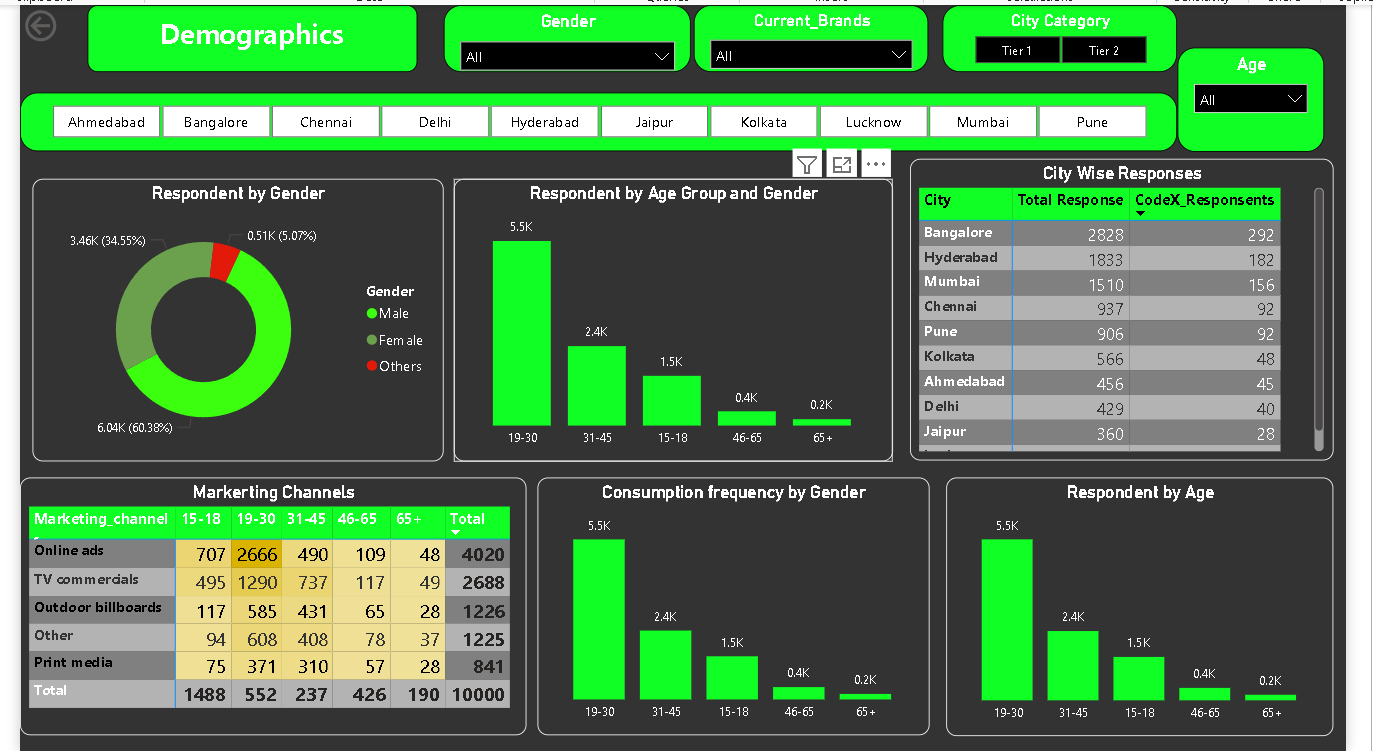 Demographics
Gender
All
Current_Brands
All
City Category
Tier 1
Tier 2
Age
All
Ahmedabad
Bangalore
Chennai
Delhi
Hyderabad
Jaipur
Kolkata
Lucknow
Mumbai
Pune
Respondent by Gender
3.46K (34.55%)
0.51K (5.07%)
6.04K (60.38%)
Gender
Male
Female
Others
Respondent by Age Group and Gender
5.5K
2.4K
1.5K
0.4K
0.2K
19-30 31-45 15-18 46-65 65+
City Wise Responses
City Total Response CodeX_Responsents
Bangalore 2828 292
Hyderabad 1833 182
Mumbai 1510 156
Chennai 937 92
Pune 906 92
Kolkata 566 48
Ahmedabad 456 45
Delhi 429 40
Jaipur 360 28
Markerting Channels
Marketing_channel 15-18 19-30 31-45 46-65 65+ Total
Online ads 707 2666 490 109 48 4020
TV commercials 495 1290 737 117 49 2688
Outdoor billboards 117 585 431 65 28 1226
Other 94 608 408 78 37 1225
Print media 75 371 310 57 28 841
Total 1488 552 237 426 190 10000
Consumption frequency by Gender
5.5K
2.4K
1.5K
0.4K
0.2K
19-30 31-45 15-18 46-65 65+
Respondent by Age
5.5K
2.4K
1.5K
0.4K
0.2K
19-30 31-45 15-18 46-65 65+